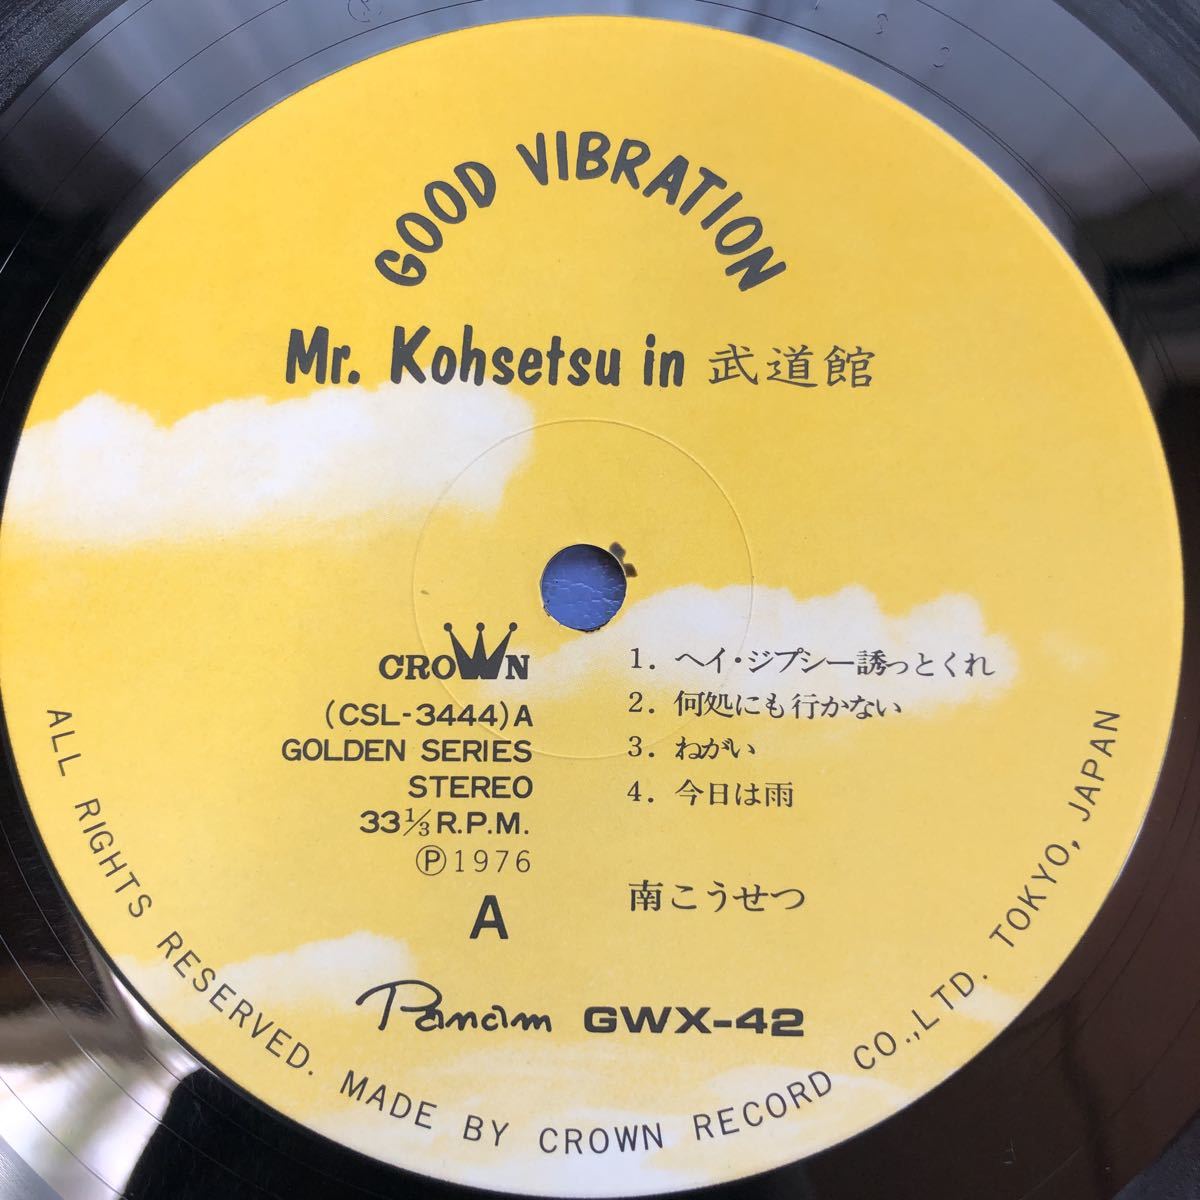 GOOD VIBRATION
Mr. Kohsetsu in 武道館
CROWN
(CSL-3444)A
GOLDEN SERIES
STEREO
33⅓ R.P.M.
Ⓟ1976
A
1. ヘイ・ジプシー誘っとくれ
2. 何処にも行かない
3. ねがい
4. 今日は雨
南こうせつ
Panam GWX-42
ALL RIGHTS RESERVED. MADE BY CROWN RECORD CO.,LTD. TOKYO, JAPAN